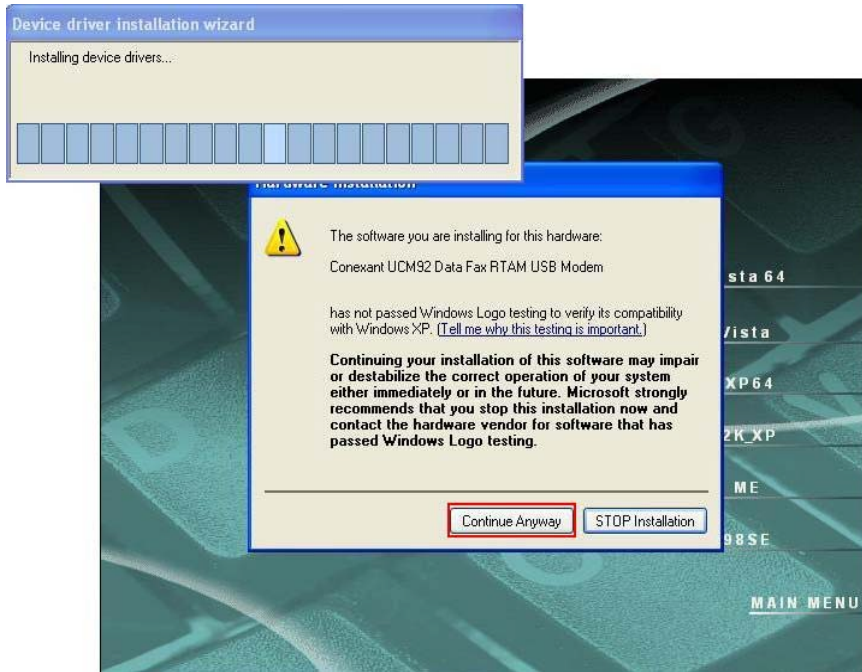 Device driver installation wizard
Installing device drivers...
Hardware Installation
The software you are installing for this hardware:
Conexant UCM92 Data Fax RTAM USB Modem
has not passed Windows Logo testing to verify its compatibility
with Windows XP. (Tell me why this testing is important.)
Continuing your installation of this software may impair
or destabilize the correct operation of your system
either immediately or in the future. Microsoft strongly
recommends that you stop this installation now and
contact the hardware vendor for software that has
passed Windows Logo testing.
Continue Anyway
STOP Installation
sta 64
Vista
XP64
2K_XP
ME
98SE
MAIN MENU